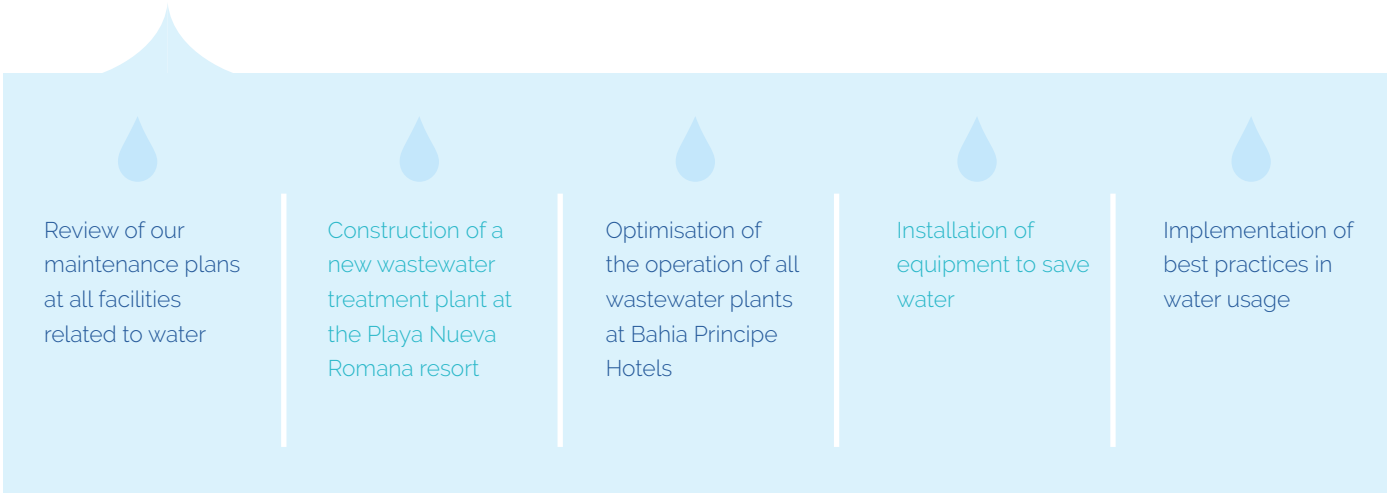 Review of our
maintenance plans
at all facilities
related to water
Construction of a
new wastewater
treatment plant at
the Playa Nueva
Romana resort
Optimisation of
the operation of all
wastewater plants
at Bahia Principe
Hotels
Installation of
equipment to save
water
Implementation of
best practices in
water usage